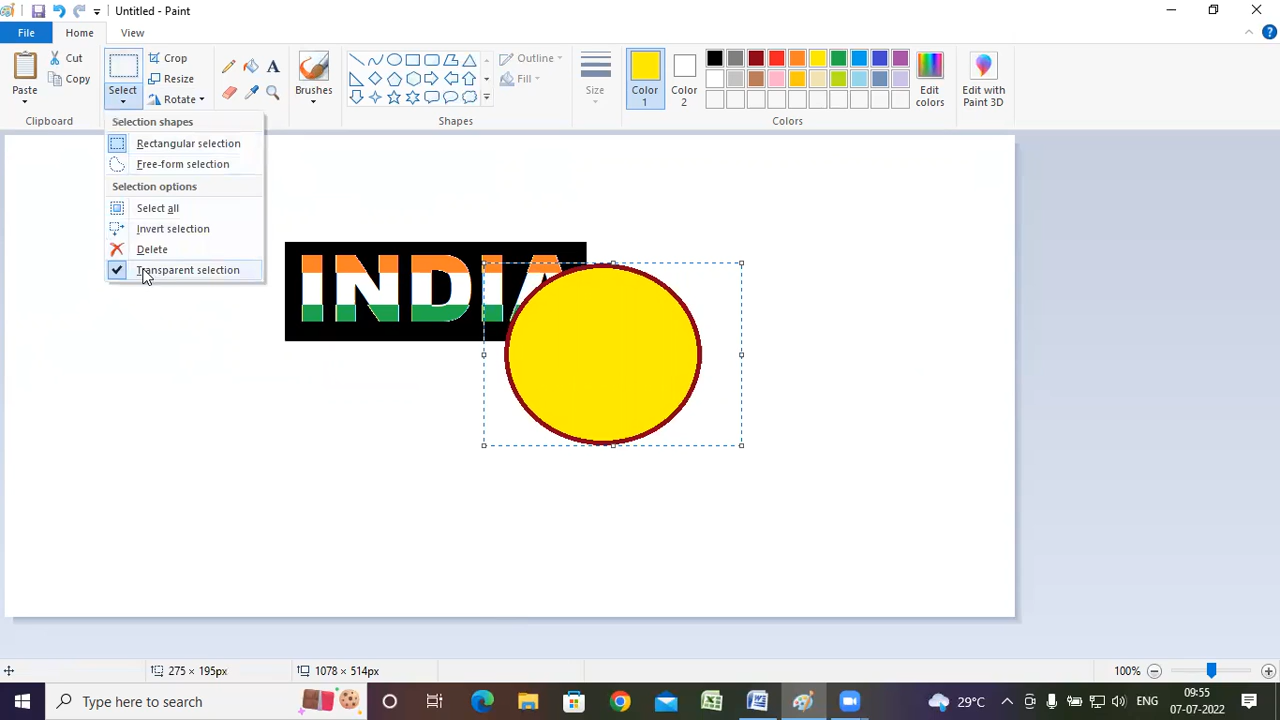 Untitled - Paint
File Home View
Paste
Cut
Copy
Clipboard
Select
Crop
Resize
Rotate
A
Brushes
Shapes
Outline
Fill
Size
Color 1
Color 2
Edit colors
Edit with Paint 3D
Colors
Selection shapes
Rectangular selection
Free-form selection
Selection options
Select all
Invert selection
Delete
Transparent selection
INDIA
275 × 195px
1078 × 514px
100%
Type here to search
29°C
ENG
09:55
07-07-2022